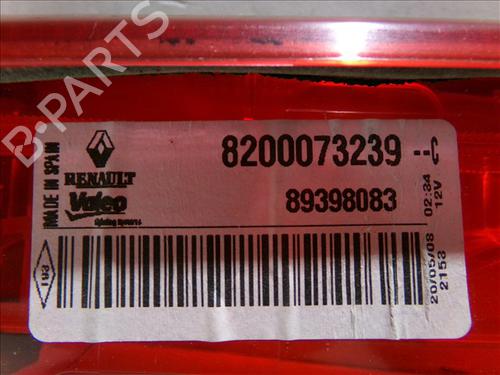 B-PARTS
MADE IN SPAIN
RENAULT
8200073239 --C
Valeo
89398083
20/05/08 02:34
2153 12V